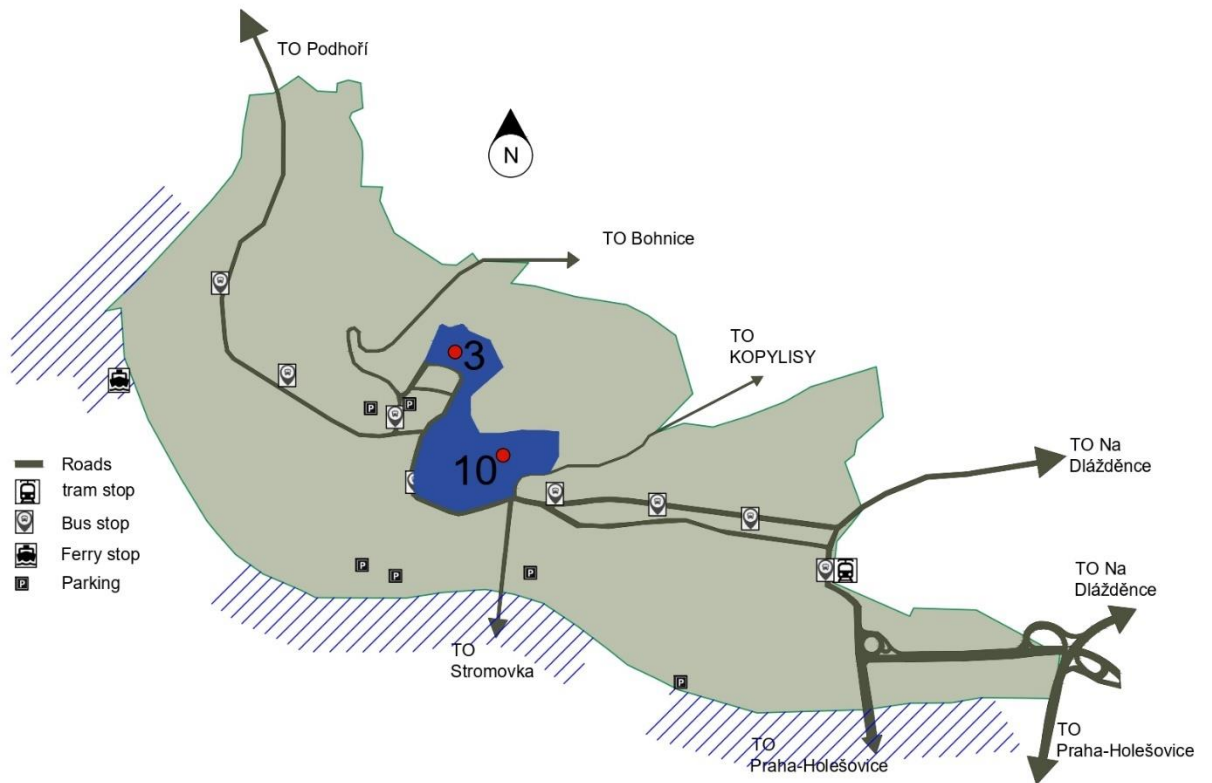 TO Podhoří
N
TO Bohnice
TO
KOPYLISY
3
10
TO Na
Dlážděnce
Roads
tram stop
Bus stop
Ferry stop
Parking
P
P
P
P
P
P
TO Na
Dlážděnce
TO
Stromovka
P
TO
Praha-Holešovice
TO
Praha-Holešovice